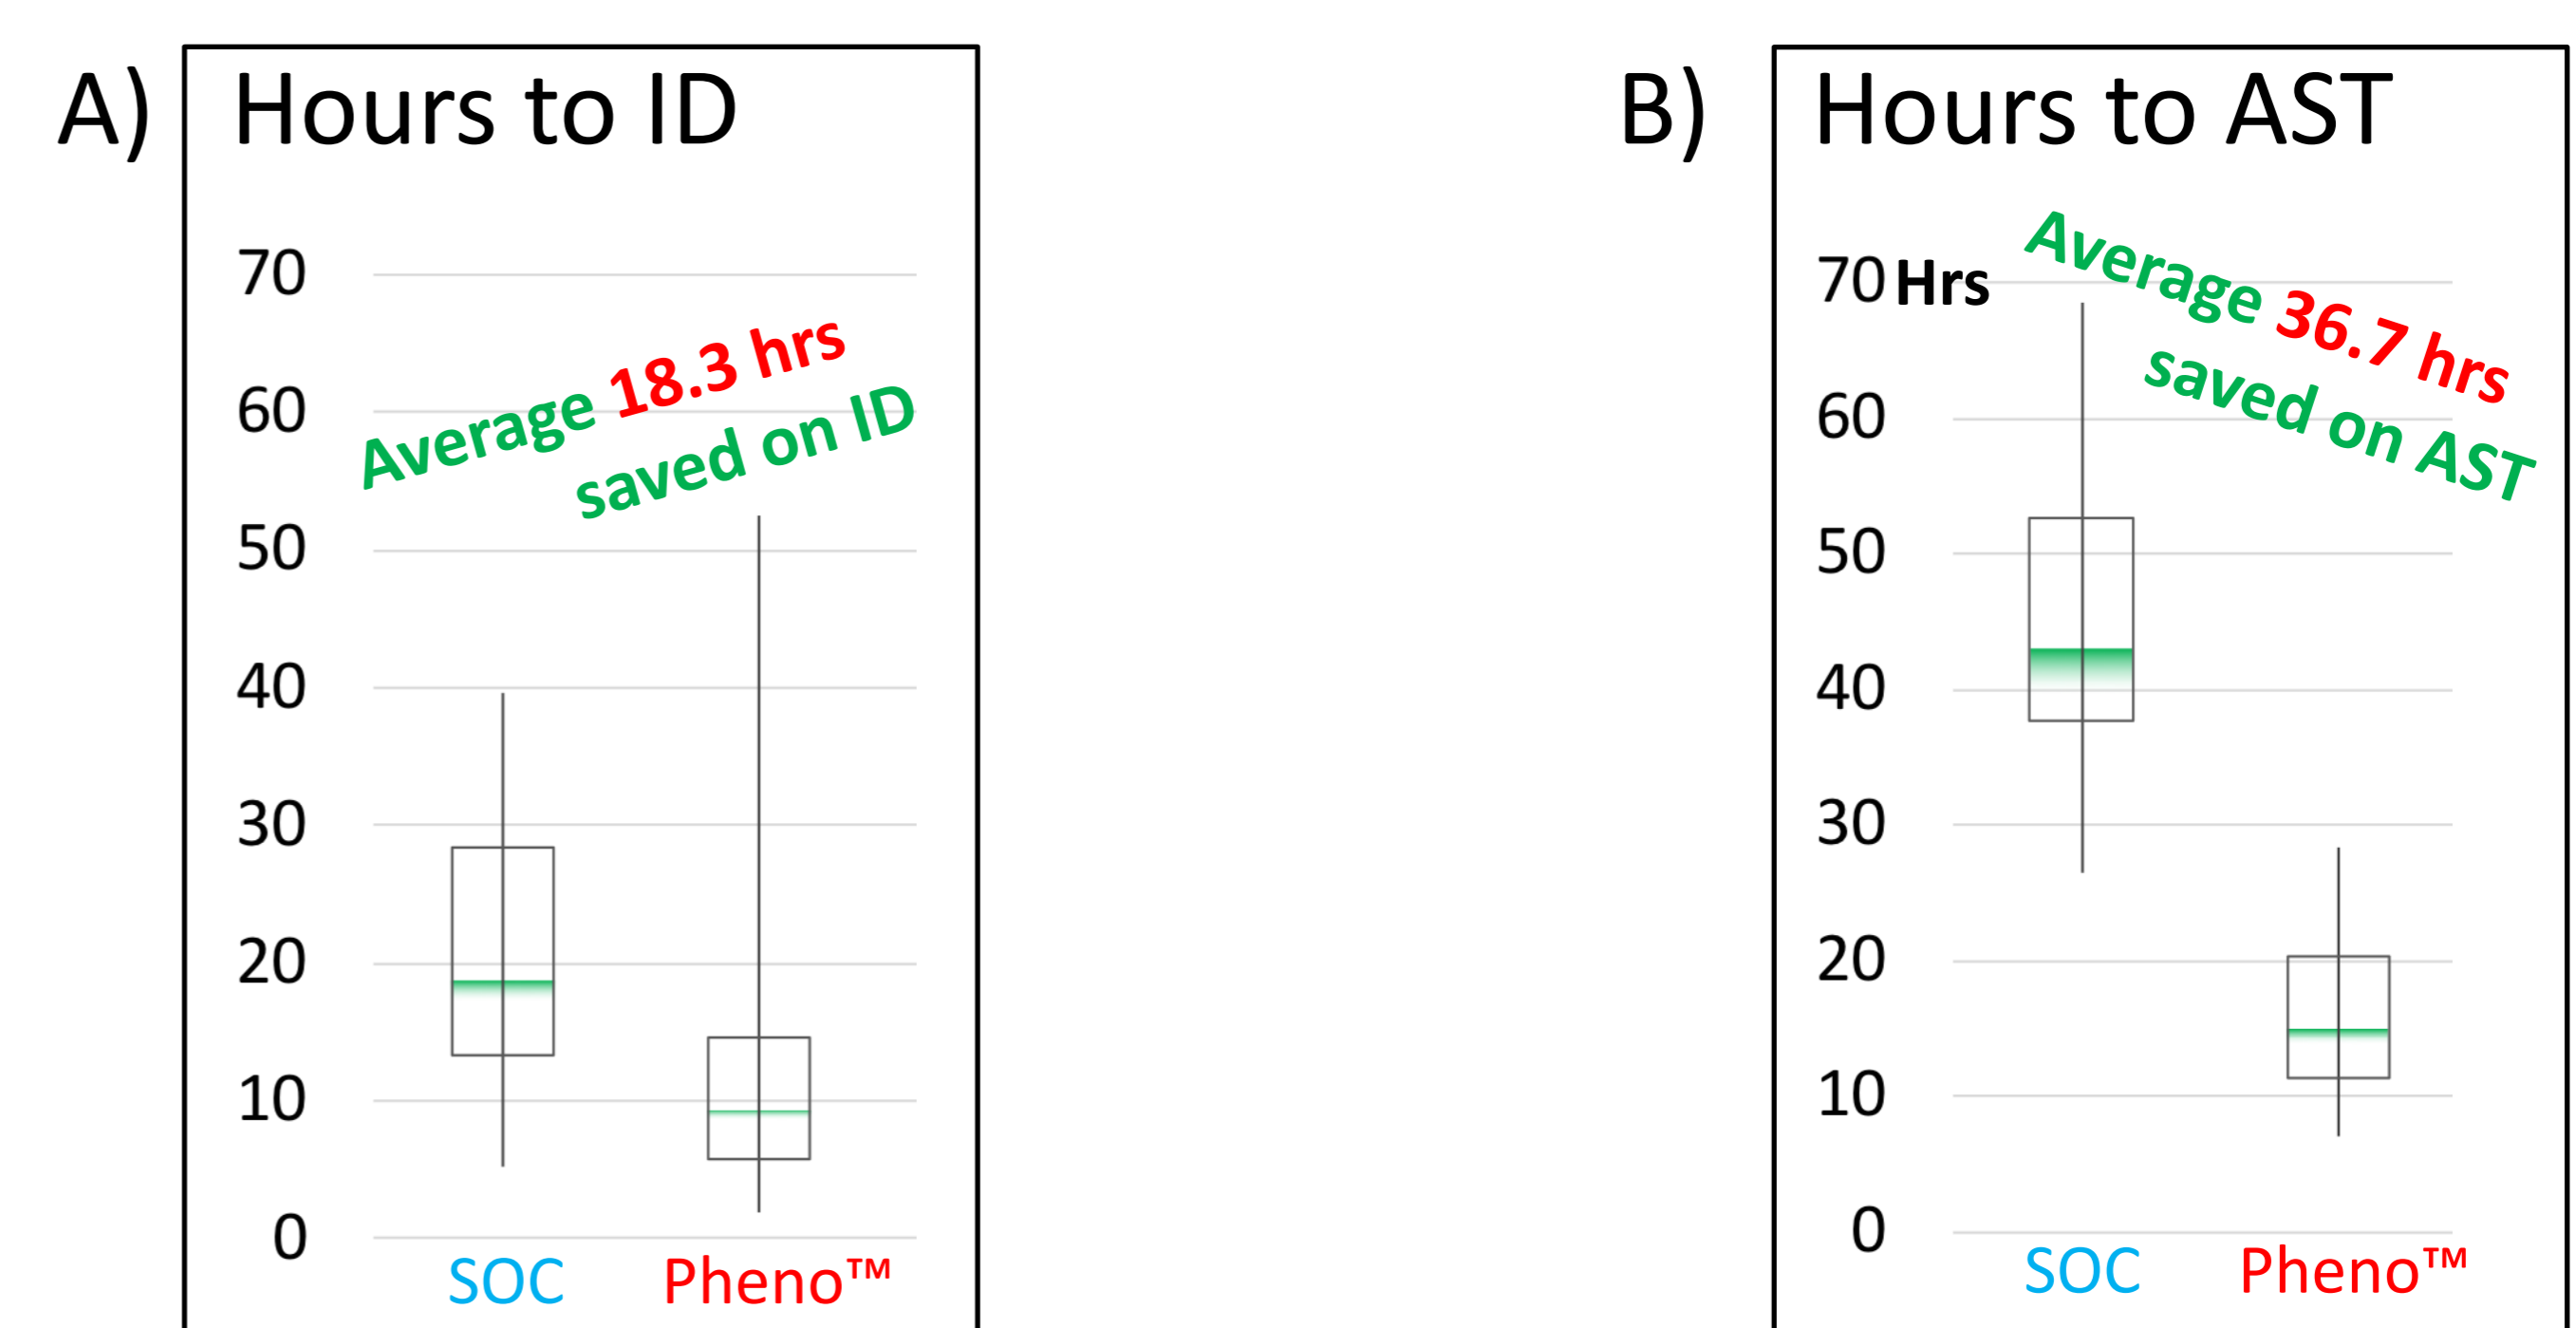 A)
Hours to ID
70
60
50
40
30
20
10
0
Average 18.3 hrs
saved on ID
SOC
Pheno™
B)
Hours to AST
70 Hrs
60
50
40
30
20
10
0
Average 36.7 hrs
saved on AST
SOC
Pheno™